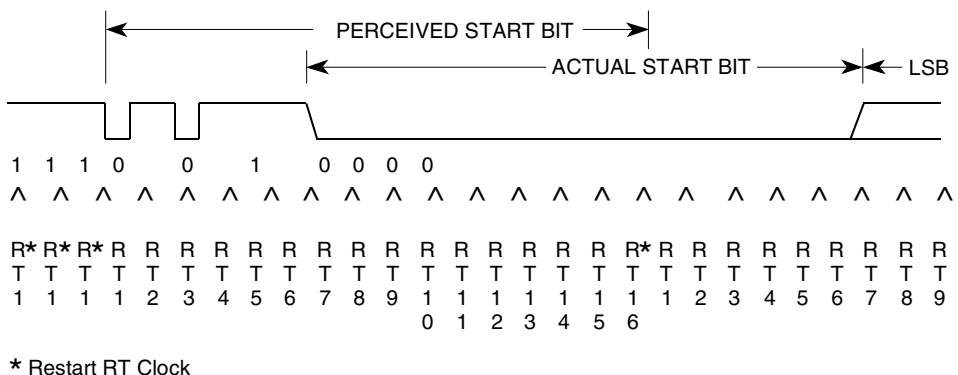 PERCEIVED START BIT
ACTUAL START BIT
LSB
1 1 1 0 0 1 0 0 0 0
^ ^ ^ ^ ^ ^ ^ ^ ^ ^ ^ ^ ^ ^ ^ ^ ^ ^ ^ ^ ^ ^ ^ ^ ^ ^ ^
R* R* R* R R R R R R R R R R R R R R R* R R R R R R R R R
T T T T T T T T T T T T T T T T T T T T T T T T T T T
1 1 1 1 2 3 4 5 6 7 8 9 1 1 1 1 1 1 1 1 2 3 4 5 6 7 8 9
0 1 2 3 4 5 6
* Restart RT Clock